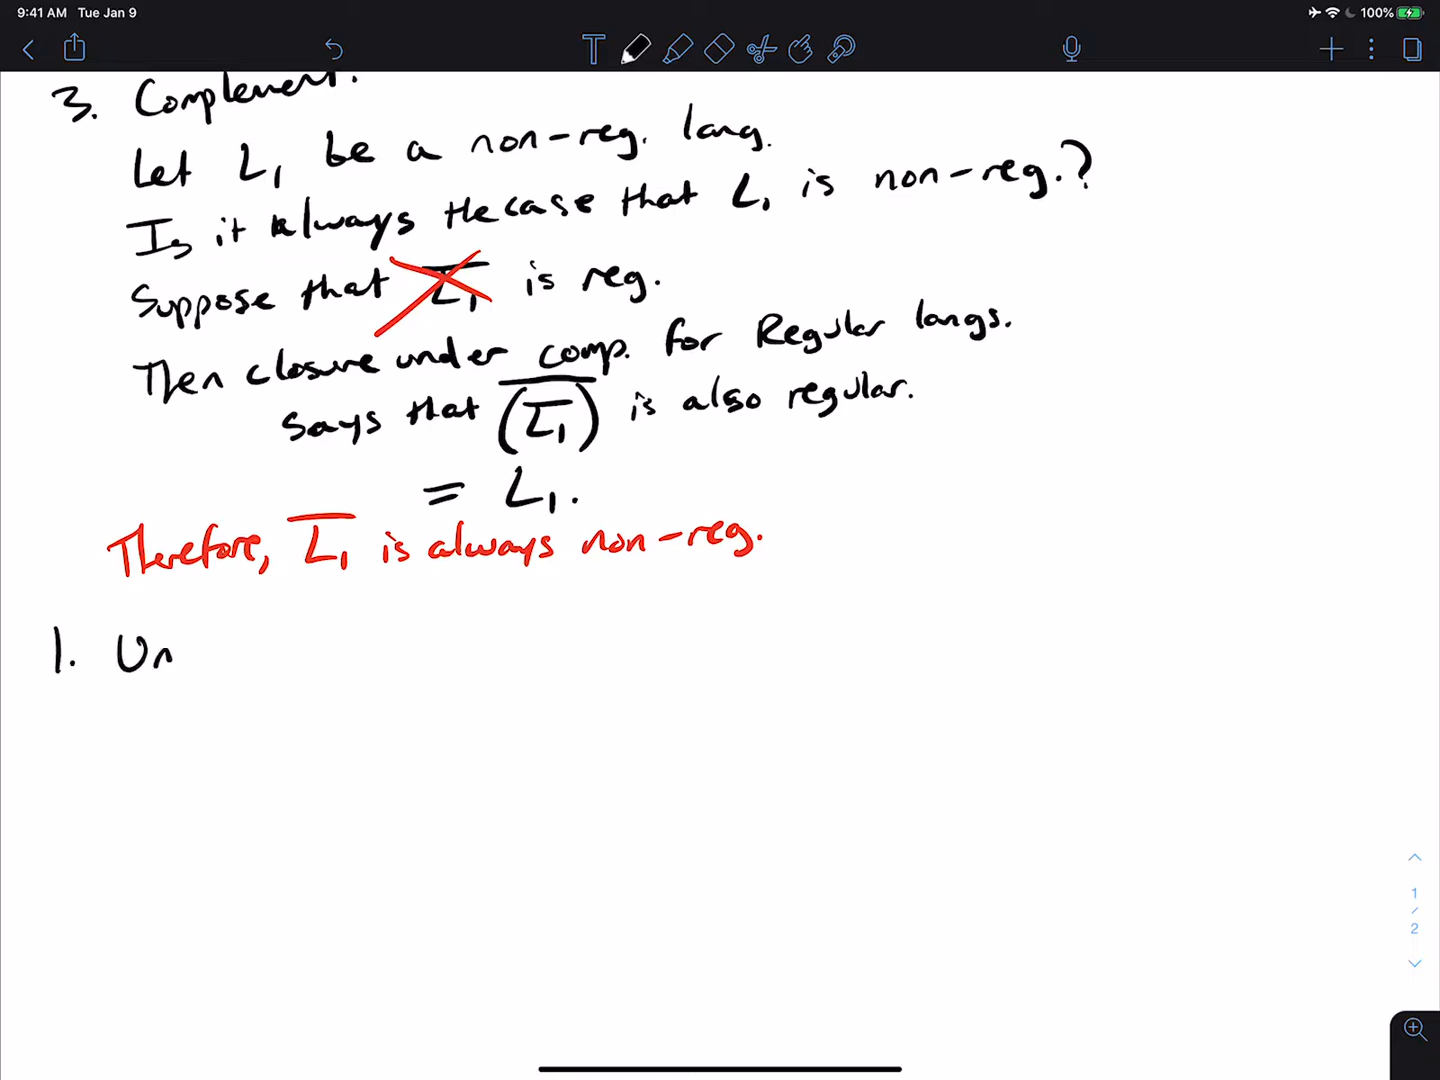 9:41 AM Tue Jan 9
100%
3. Complement.
Let L₁ be a non-reg. lang.
Is it always the case that L₁ is non-reg.?
Suppose that L̅₁ is reg.
Then closure under comp. for Regular langs.
says that (L̅₁)̅ is also regular.
= L₁.
Therefore, L̅₁ is always non-reg.
1. Un
1
/
2